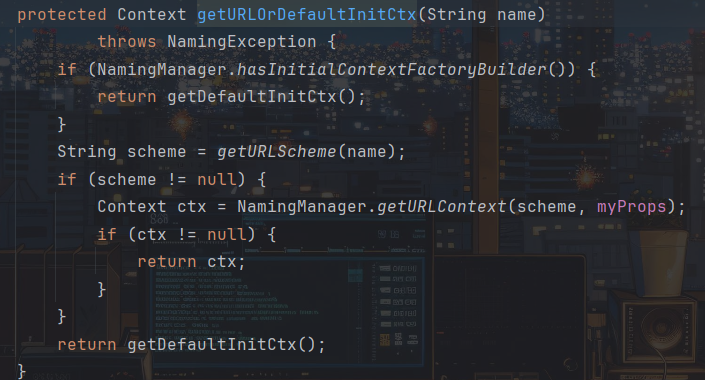 protected Context getURLOrDefaultInitCtx(String name)
        throws NamingException {
    if (NamingManager.hasInitialContextFactoryBuilder()) {
        return getDefaultInitCtx();
    }
    String scheme = getURLScheme(name);
    if (scheme != null) {
        Context ctx = NamingManager.getURLContext(scheme, myProps);
        if (ctx != null) {
            return ctx;
        }
    }
    return getDefaultInitCtx();
}